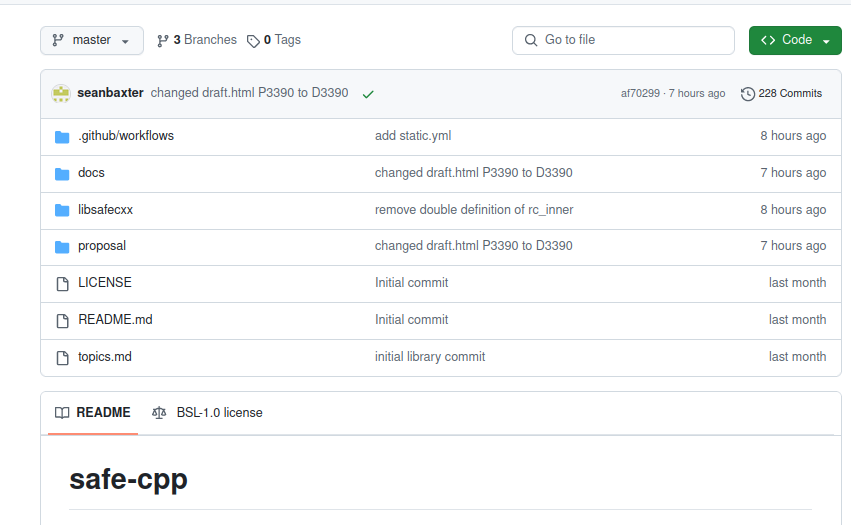 master 3 Branches 0 Tags Go to file Code
seanbaxter changed draft.html P3390 to D3390 af70299 · 7 hours ago 228 Commits
.github/workflows add static.yml 8 hours ago
docs changed draft.html P3390 to D3390 7 hours ago
libsafecxx remove double definition of rc_inner 8 hours ago
proposal changed draft.html P3390 to D3390 7 hours ago
LICENSE Initial commit last month
README.md Initial commit last month
topics.md initial library commit last month
README BSL-1.0 license
safe-cpp